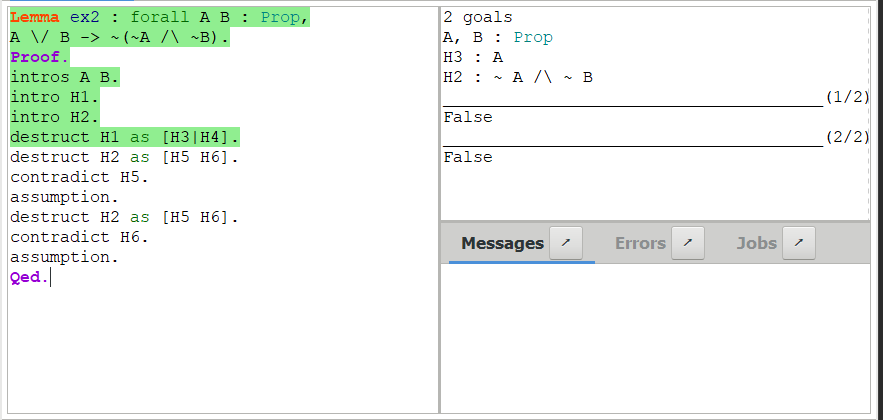 Lemma ex2 : forall A B : Prop,
A \/ B -> ~(~A /\ ~B).
Proof.
intros A B.
intro H1.
intro H2.
destruct H1 as [H3|H4].
destruct H2 as [H5 H6].
contradict H5.
assumption.
destruct H2 as [H5 H6].
contradict H6.
assumption.
Qed.
2 goals
A, B : Prop
H3 : A
H2 : ~ A /\ ~ B
(1/2)
False
(2/2)
False
Messages Errors Jobs